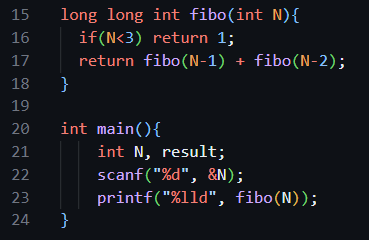 15 long long int fibo(int N){
16   if(N<3) return 1;
17   return fibo(N-1) + fibo(N-2);
18 }
19
20 int main(){
21     int N, result;
22     scanf("%d", &N);
23     printf("%lld", fibo(N));
24 }